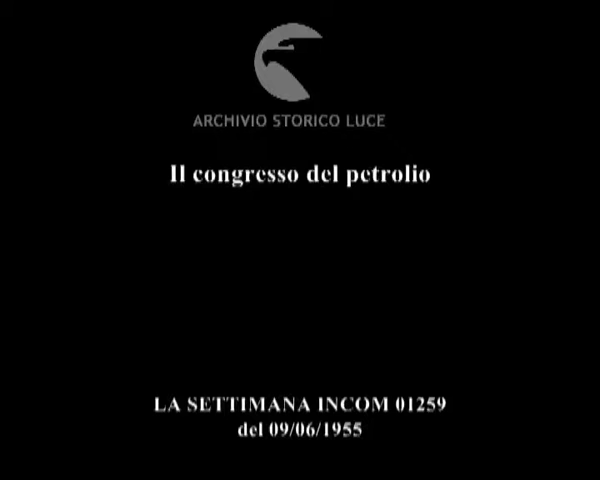 ARCHIVIO STORICO LUCE
Il congresso del petrolio
LA SETTIMANA INCOM 01259
del 09/06/1955